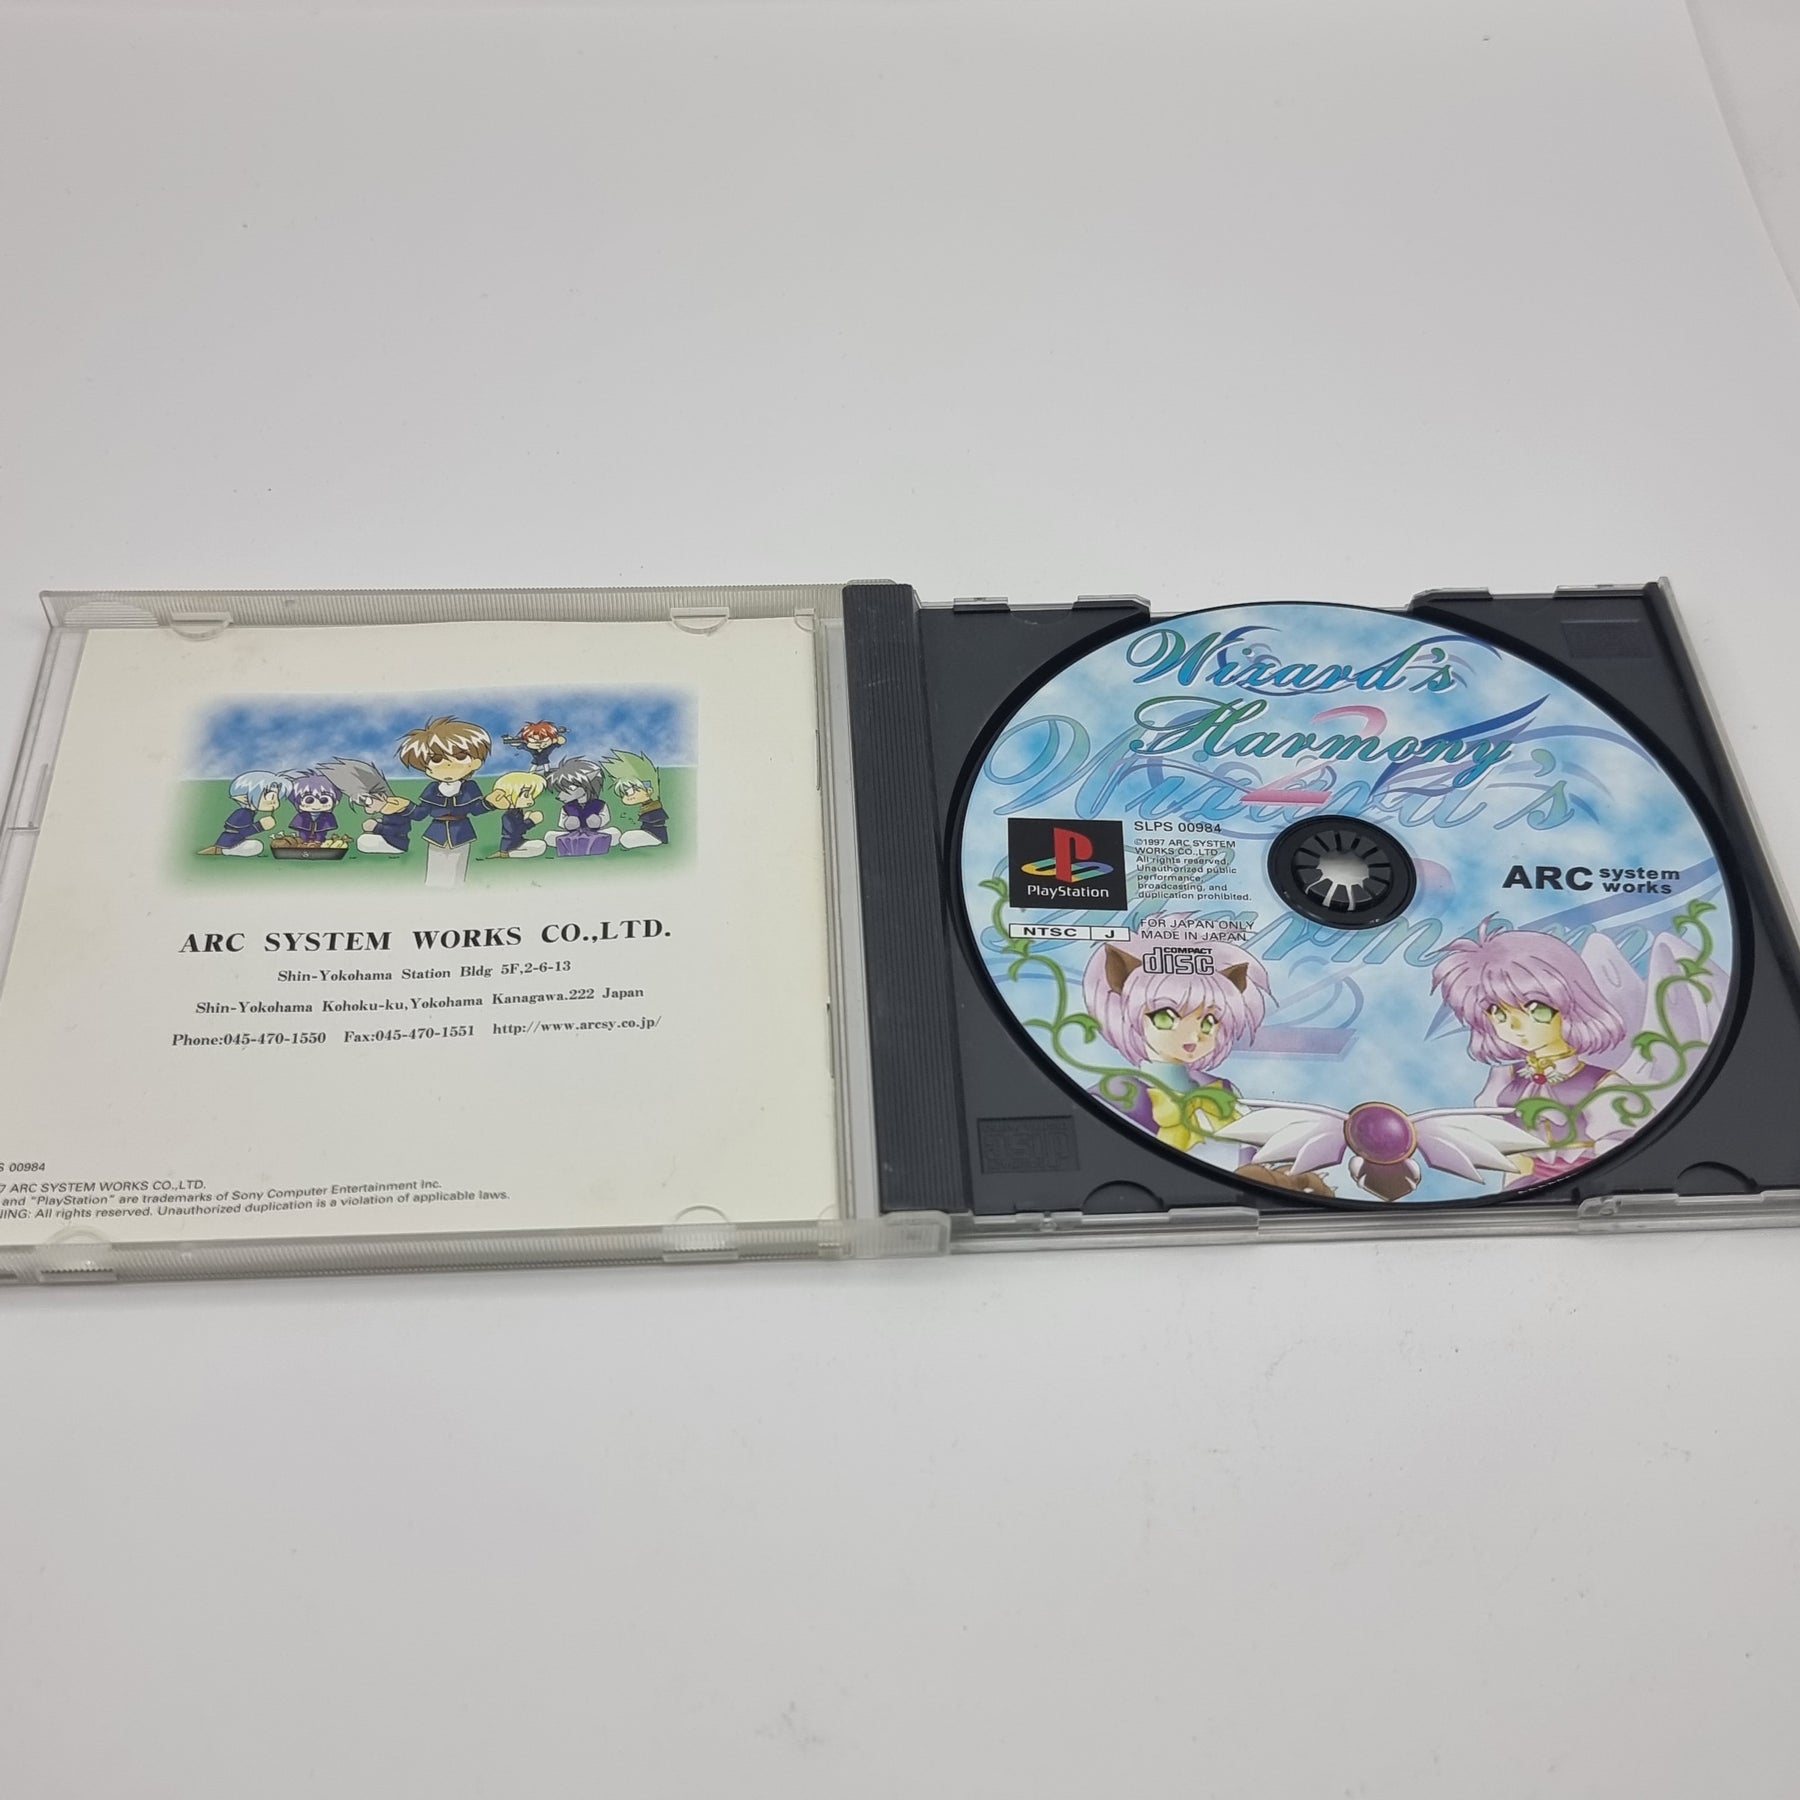 ARC SYSTEM WORKS CO.,LTD.
Shin-Yokohama Station Bldg 5F,2-6-13
Shin-Yokohama Kohoku-ku,Yokohama Kanagawa.222 Japan
Phone:045-470-1550 Fax:045-470-1551 http://www.arcsy.co.jp/
S 00984
7 ARC SYSTEM WORKS CO.,LTD.
and "PlayStation" are trademarks of Sony Computer Entertainment Inc.
NING: All rights reserved. Unauthorized duplication is a violation of applicable laws.
Wizard's
Harmony
2
Wizard's
Harmony
2
SLPS 00984
©1997 ARC SYSTEM
WORKS CO.,LTD.
All rights reserved.
Unauthorized public
performance,
broadcasting, and
duplication prohibited.
PlayStation
NTSC J
FOR JAPAN ONLY
MADE IN JAPAN
COMPACT
disc
ARC system
works